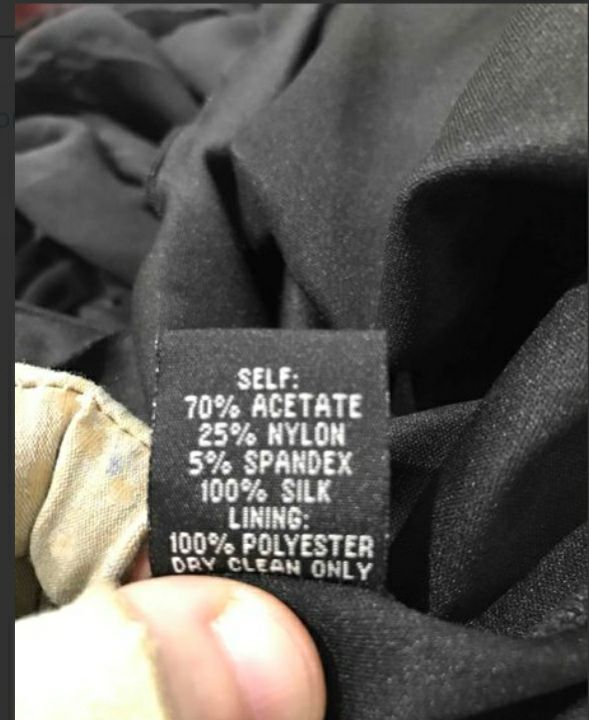 SELF:
70% ACETATE
25% NYLON
5% SPANDEX
100% SILK
LINING:
100% POLYESTER
DRY CLEAN ONLY